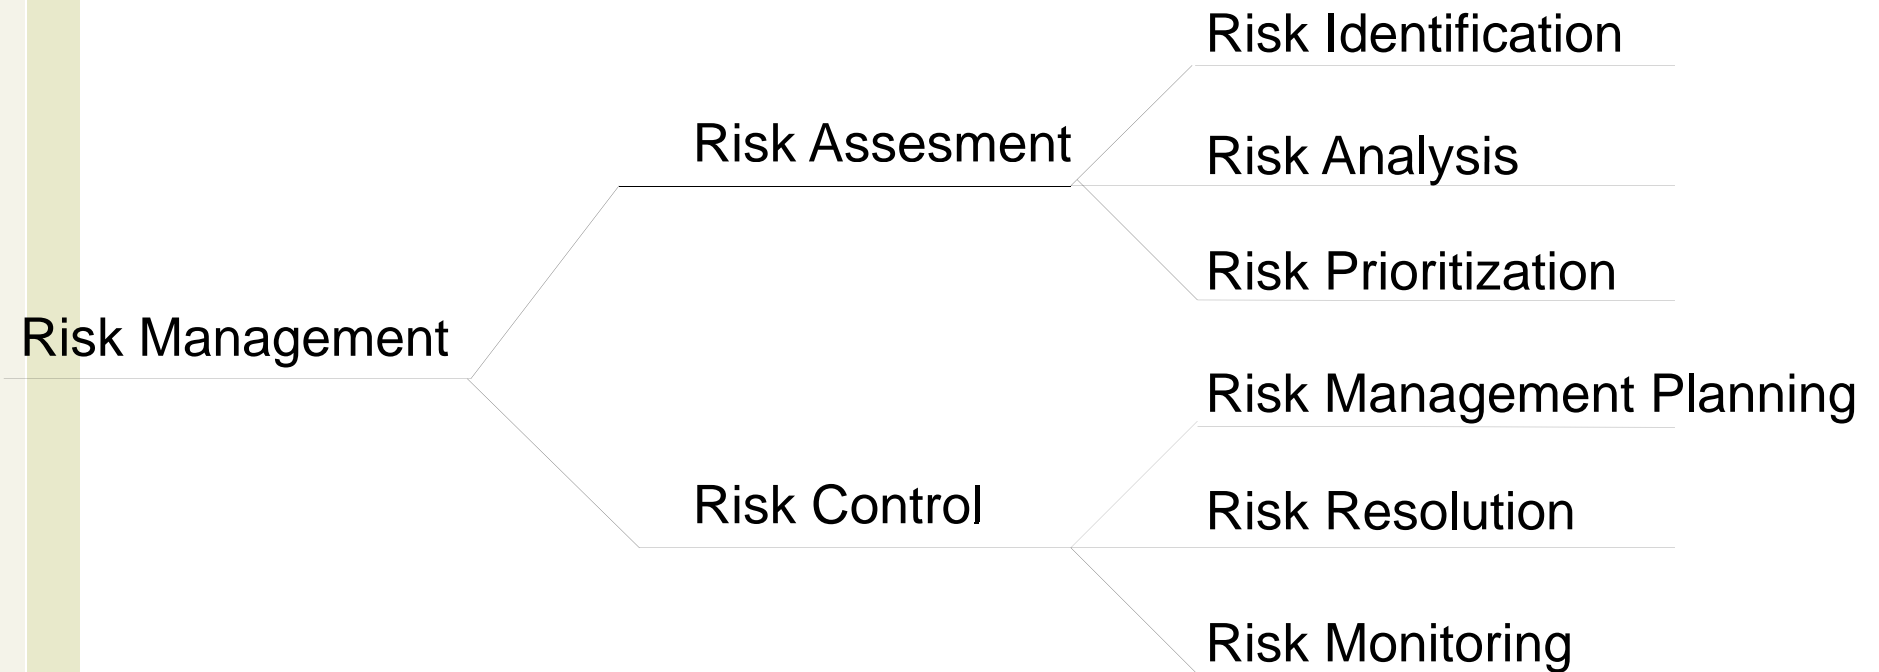 Risk Identification
Risk Assesment
Risk Analysis
Risk Prioritization
Risk Management
Risk Management Planning
Risk Control
Risk Resolution
Risk Monitoring